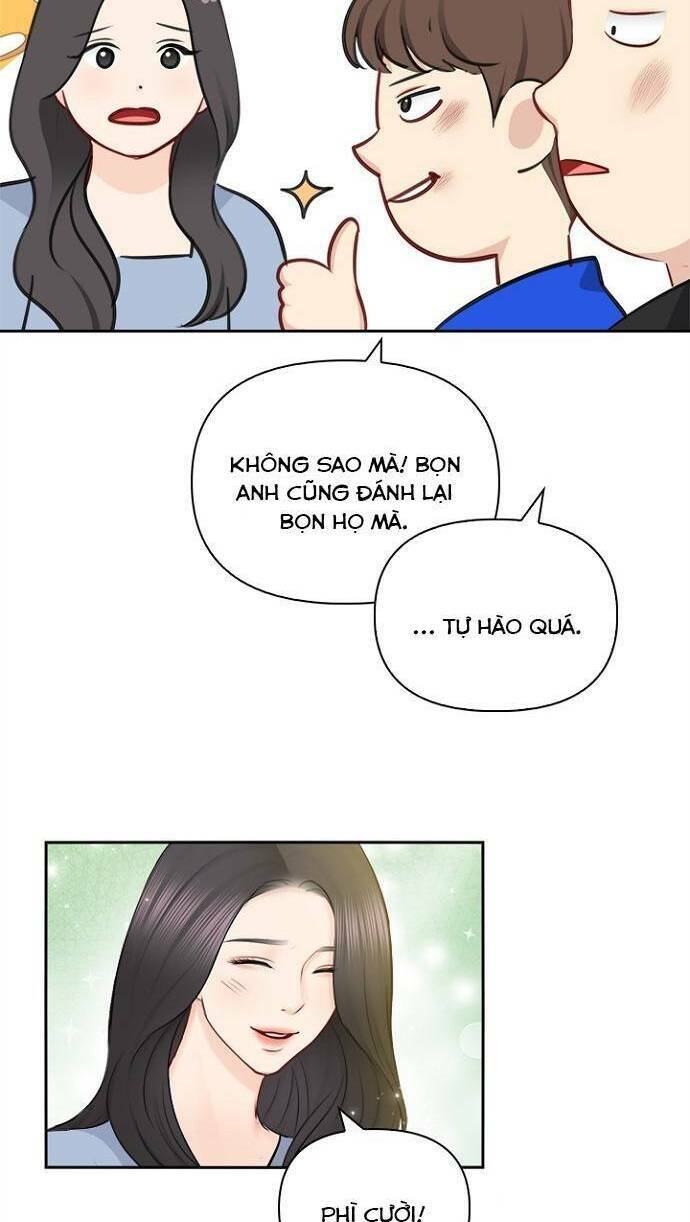 KHÔNG SAO MÀ! BỌN
ANH CŨNG ĐÁNH LẠI
BỌN HỌ MÀ.
... TỰ HÀO QUÁ.
PHÌ CƯỜI!